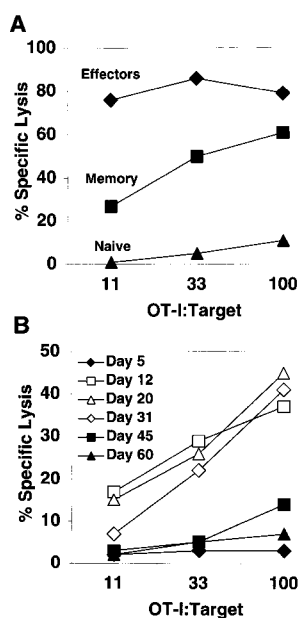 A
100
80
60
40
20
0
% Specific Lysis
Effectors
Memory
Naive
11 33 100
OT-I:Target
B
50
40
30
20
10
0
% Specific Lysis
Day 5
Day 12
Day 20
Day 31
Day 45
Day 60
11 33 100
OT-I:Target